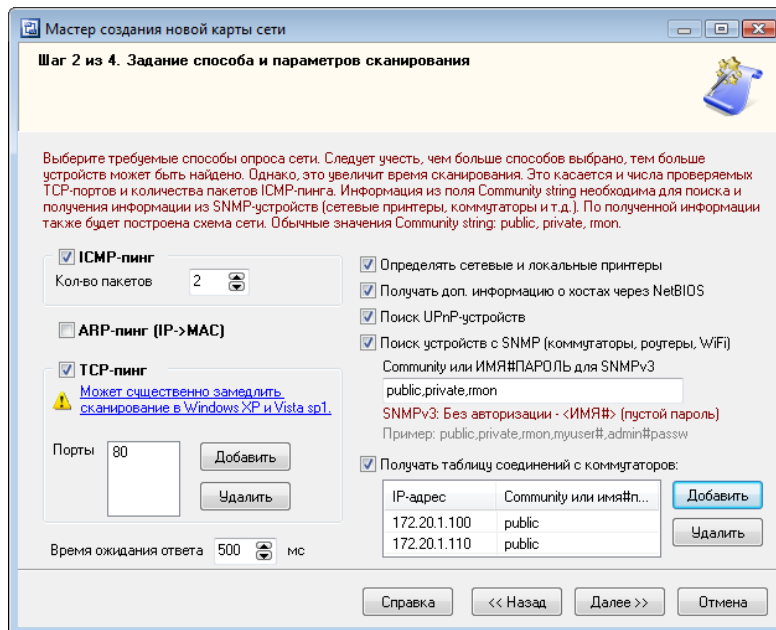 Мастер создания новой карты сети
Шаг 2 из 4. Задание способа и параметров сканирования
Выберите требуемые способы опроса сети. Следует учесть, чем больше способов выбрано, тем больше
устройств может быть найдено. Однако, это увеличит время сканирования. Это касается и числа проверяемых
TCP-портов и количества пакетов ICMP-пинга. Информация из поля Community string необходима для поиска и
получения информации из SNMP-устройств (сетевые принтеры, коммутаторы и т.д.). По полученной информации
также будет построена схема сети. Обычные значения Community string: public, private, rmon.
ICMP-пинг
Кол-во пакетов 2
ARP-пинг (IP->MAC)
TCP-пинг
Может существенно замедлить
сканирование в Windows XP и Vista sp1.
Порты 80
Добавить
Удалить
Время ожидания ответа 500 мс
Определять сетевые и локальные принтеры
Получать доп. информацию о хостах через NetBIOS
Поиск UPnP-устройств
Поиск устройств с SNMP (коммутаторы, роутеры, WiFi)
Community или ИМЯ#ПАРОЛЬ для SNMPv3
public,private,rmon
SNMPv3: Без авторизации - <ИМЯ#> (пустой пароль)
Пример: public,private,rmon,myuser#,admin#passw
Получать таблицу соединений с коммутаторов:
IP-адрес Community или имя#п...
172.20.1.100 public
172.20.1.110 public
Добавить
Удалить
Справка << Назад Далее >> Отмена